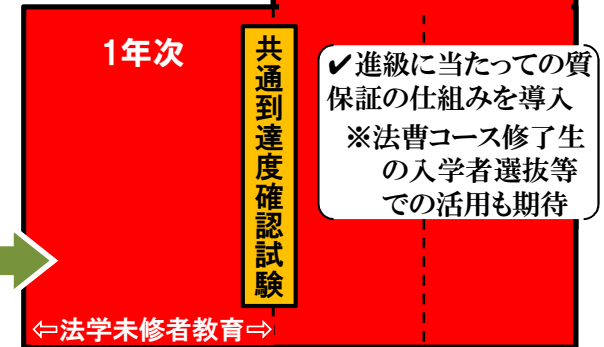 1年次
共通到達度確認試験
✔進級に当たっての質
保証の仕組みを導入
※法曹コース修了生
の入学者選抜等
での活用も期待
⇦法学未修者教育⇨